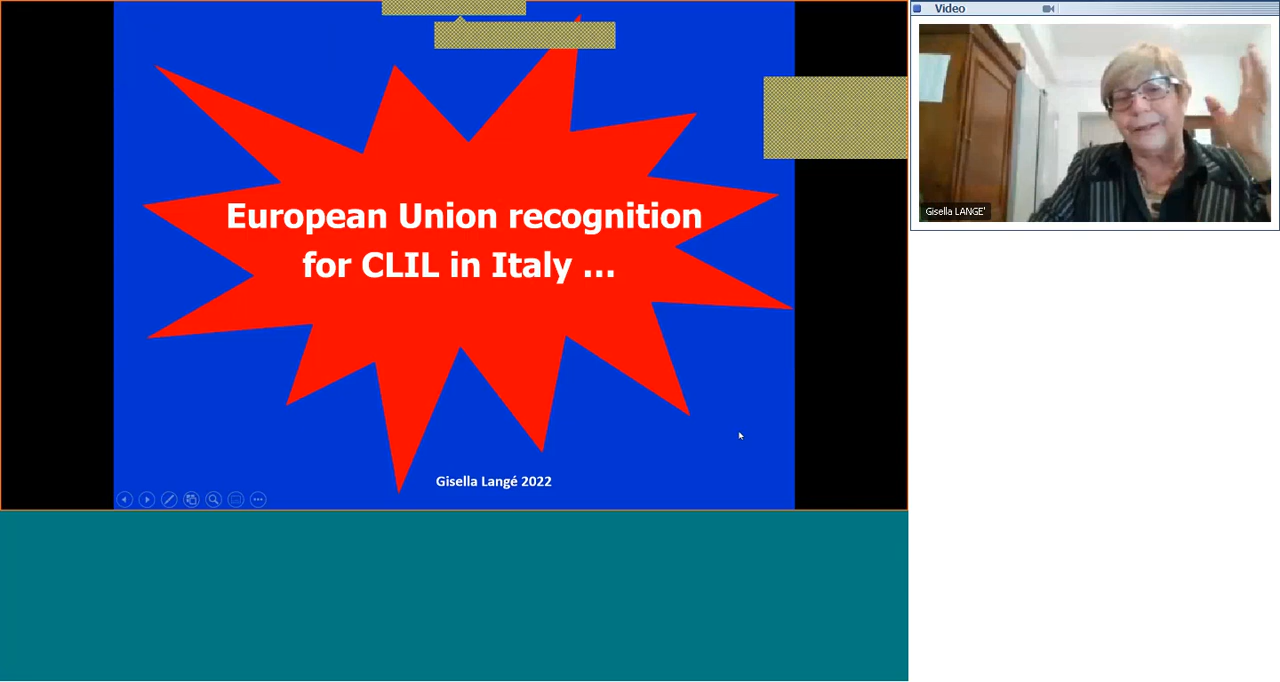 Video
Gisella LANGE'
European Union recognition
for CLIL in Italy ...
Gisella Langé 2022